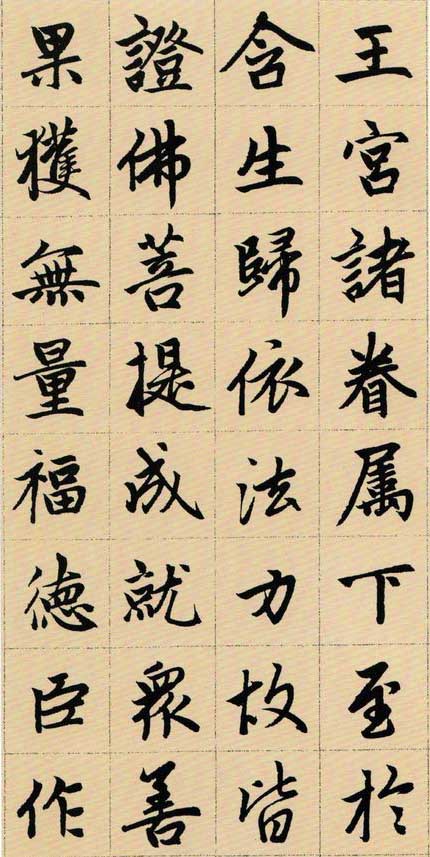 王宮諸眷属下至於
含生歸依法力故皆
證佛菩提成就衆善
果獲無量福德臣作